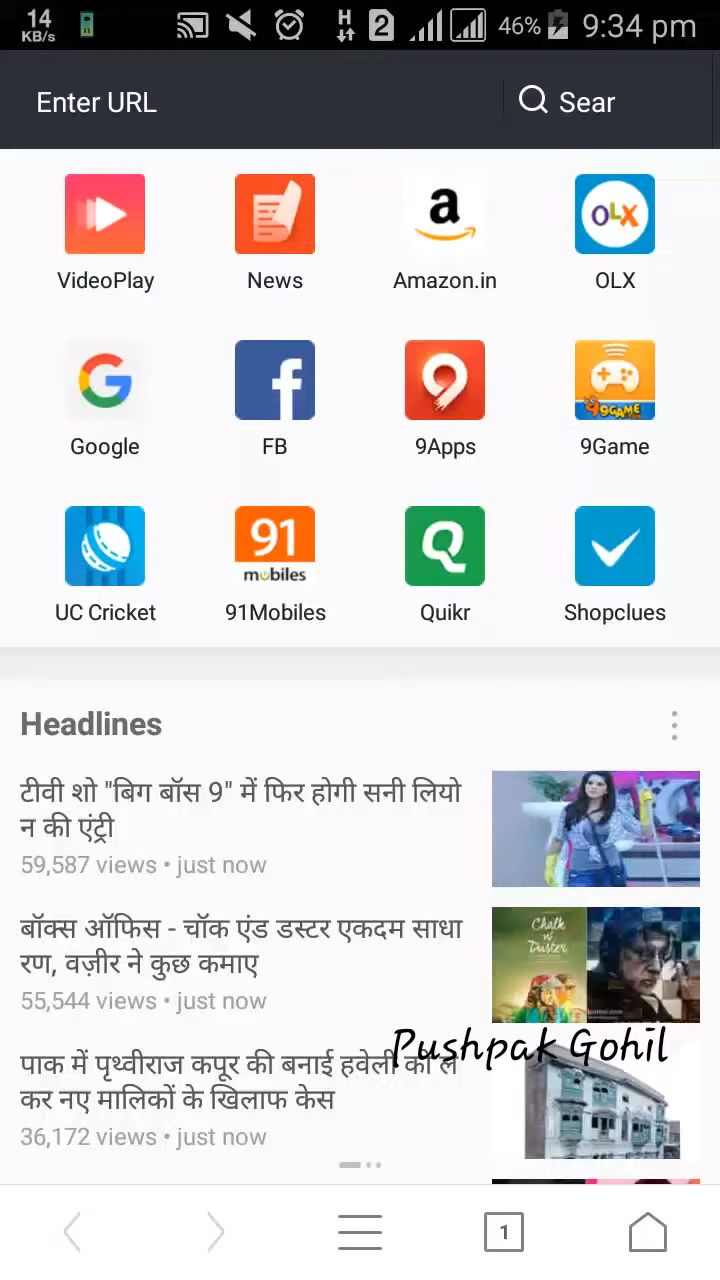 14
KB/s
H
2
46%
9:34 pm
Enter URL
Sear
VideoPlay
News
a
Amazon.in
OLX
OLX
G
Google
f
FB
9
9Apps
9GAME
9Game
UC Cricket
91
mobiles
91Mobiles
Q
Quikr
Shopclues
Headlines
टीवी शो "बिग बॉस 9" में फिर होगी सनी लियो
न की एंट्री
59,587 views • just now
बॉक्स ऑफिस - चॉक एंड डस्टर एकदम साधा
रण, वज़ीर ने कुछ कमाए
55,544 views • just now
Chalk
n'
Duster
Pushpak Gohil
पाक में पृथ्वीराज कपूर की बनाई हवेली को ले
कर नए मालिकों के खिलाफ केस
36,172 views • just now
1